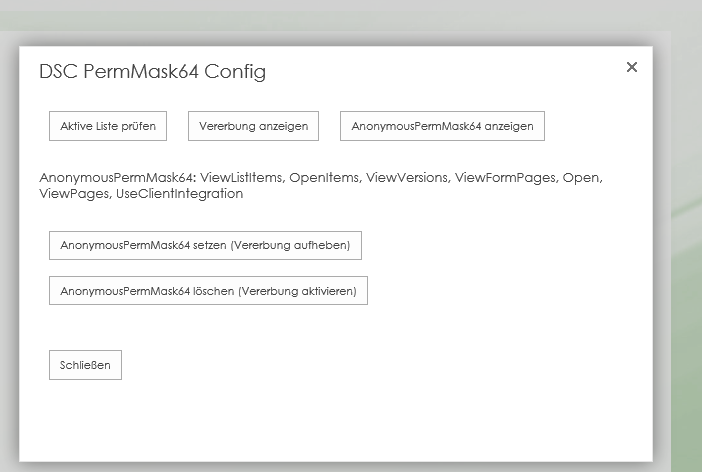 DSC PermMask64 Config
Aktive Liste prüfen
Vererbung anzeigen
AnonymousPermMask64 anzeigen
AnonymousPermMask64: ViewListItems, OpenItems, ViewVersions, ViewFormPages, Open,
ViewPages, UseClientIntegration
AnonymousPermMask64 setzen (Vererbung aufheben)
AnonymousPermMask64 löschen (Vererbung aktivieren)
Schließen